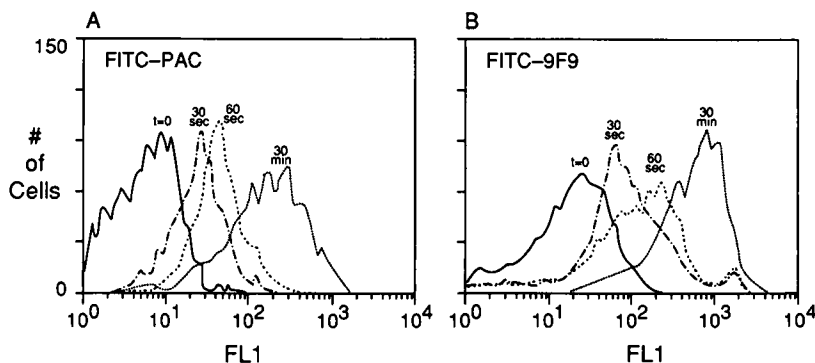 A
150
FITC–PAC
t=0
30
sec
60
sec
30
min
# of Cells
0
10^0
10^1
10^2
10^3
10^4
FL1
B
FITC–9F9
t=0
30
sec
60
sec
30
min
10^0
10^1
10^2
10^3
10^4
FL1